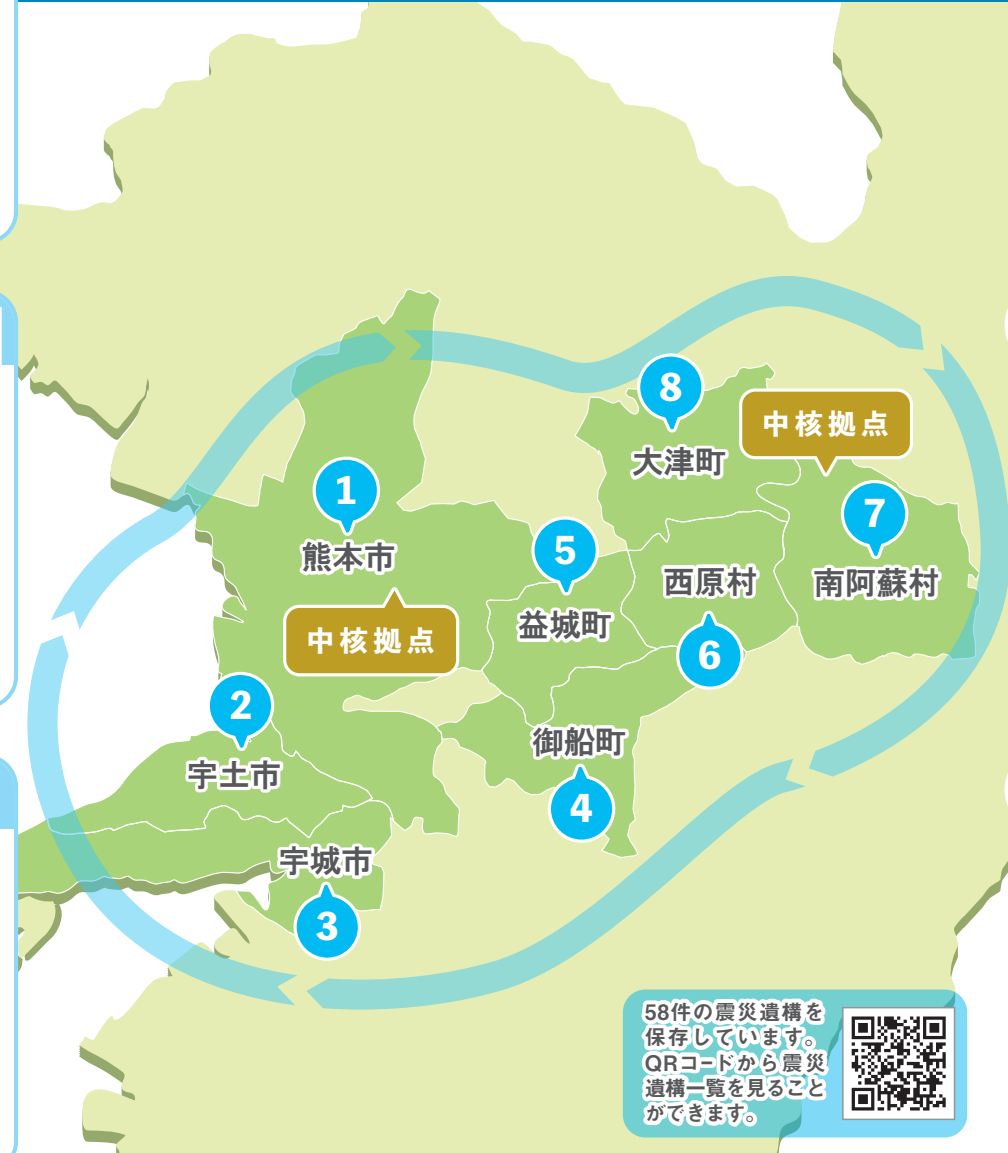 8
大津町
中核拠点
7
南阿蘇村
1
熊本市
5
益城町
西原村
6
中核拠点
2
宇土市
御船町
4
宇城市
3
58件の震災遺構を
保存しています。
QRコードから震災
遺構一覧を見ること
ができます。